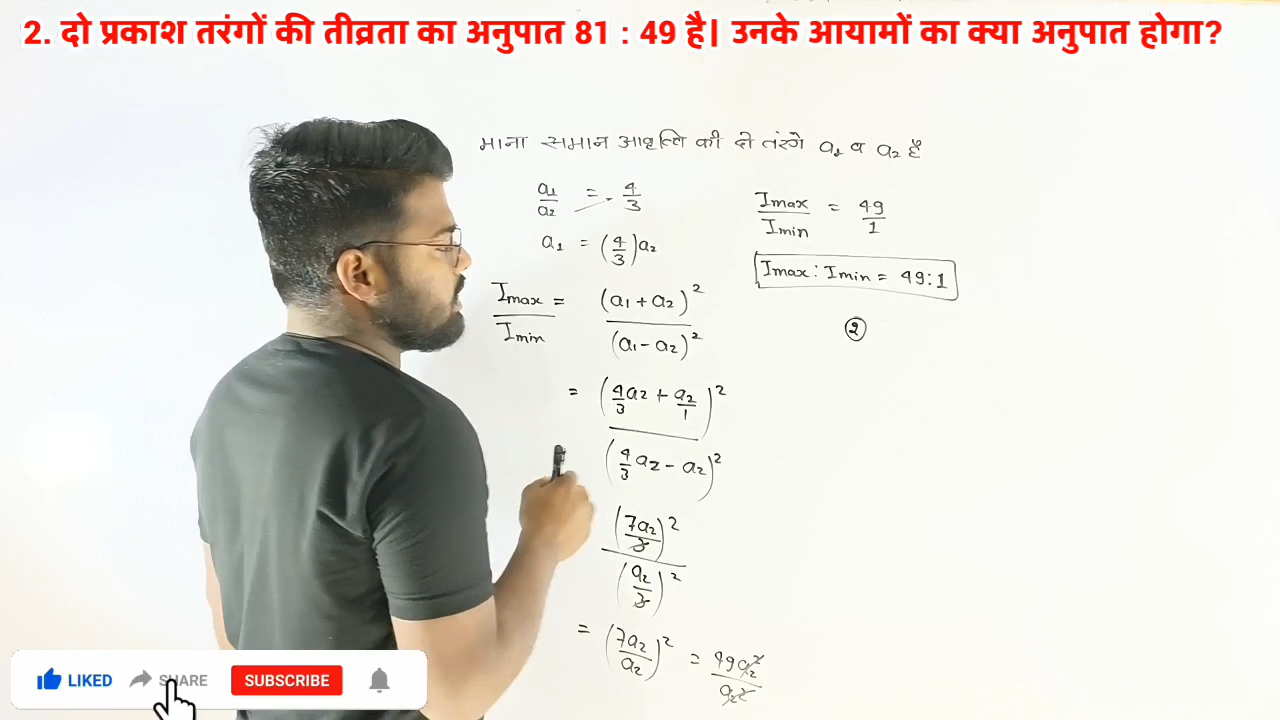 2. दो प्रकाश तरंगों की तीव्रता का अनुपात 81 : 49 है| उनके आयामों का क्या अनुपात होगा?
माना समान आवृत्ति की दो तरंगे a₁ व a₂ है
a₁/a₂ = 4/3
a₁ = (4/3)a₂
Imax/Imin = (a₁ + a₂)²/(a₁ - a₂)²
= (4/3 a₂ + a₂/1)²/(4/3 a₂ - a₂)²
(7a₂/3)²/(a₂/3)²
= (7a₂/a₂)² = 49a₂²/a₂²
Imax/Imin = 49/1
Imax : Imin = 49:1
②
LIKED SHARE SUBSCRIBE